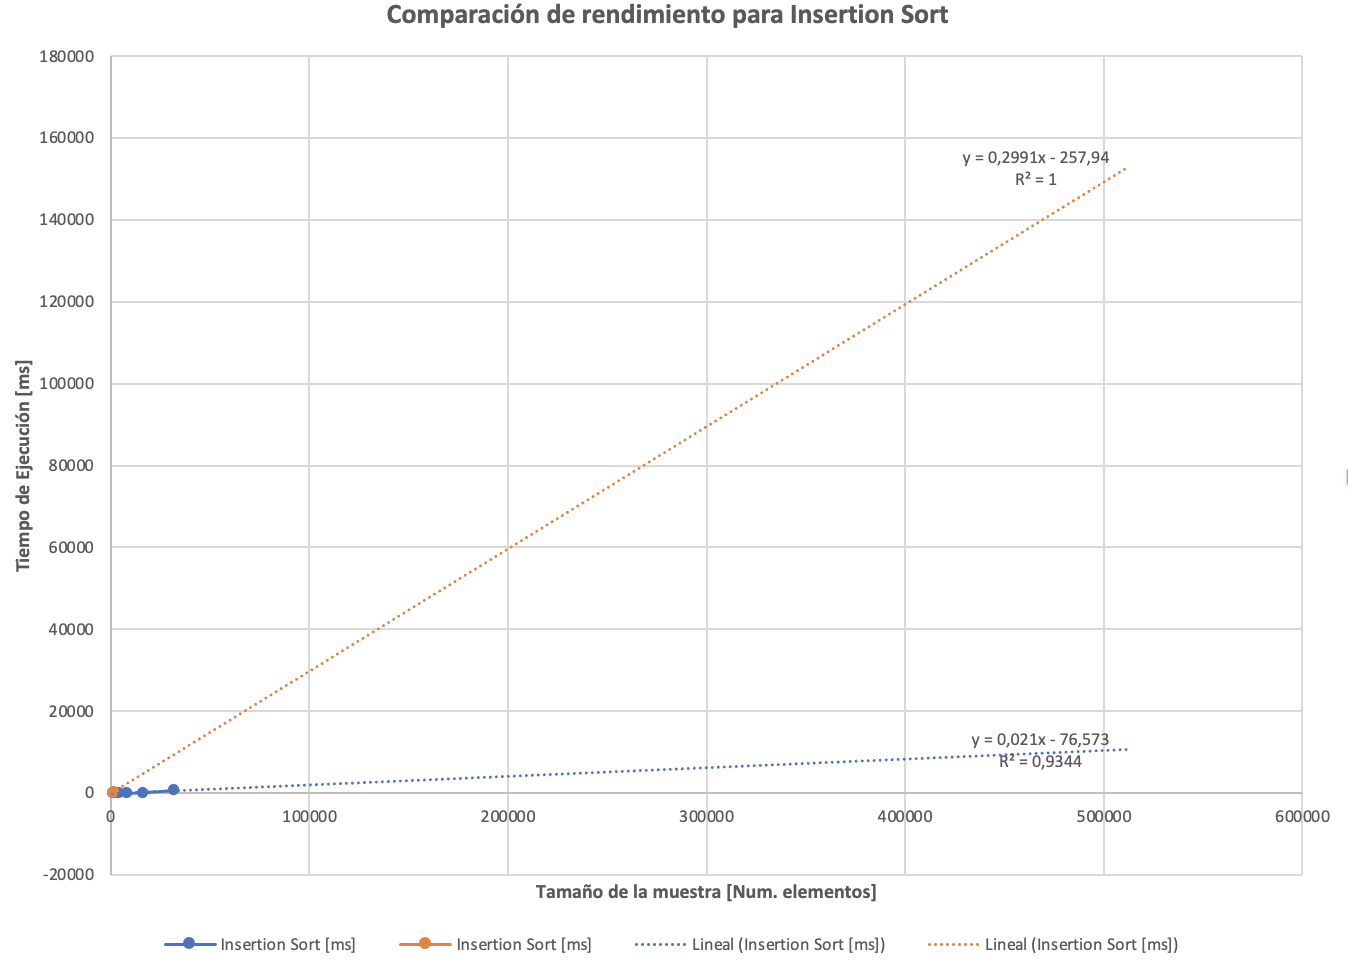 Comparación de rendimiento para Insertion Sort
180000
160000
140000
120000
100000
80000
60000
40000
20000
0
-20000
Tiempo de Ejecución [ms]
y = 0,2991x - 257,94
R² = 1
y = 0,021x - 76,573
R² = 0,9344
0 100000 200000 300000 400000 500000 600000
Tamaño de la muestra [Num. elementos]
Insertion Sort [ms] Insertion Sort [ms] Lineal (Insertion Sort [ms]) Lineal (Insertion Sort [ms])